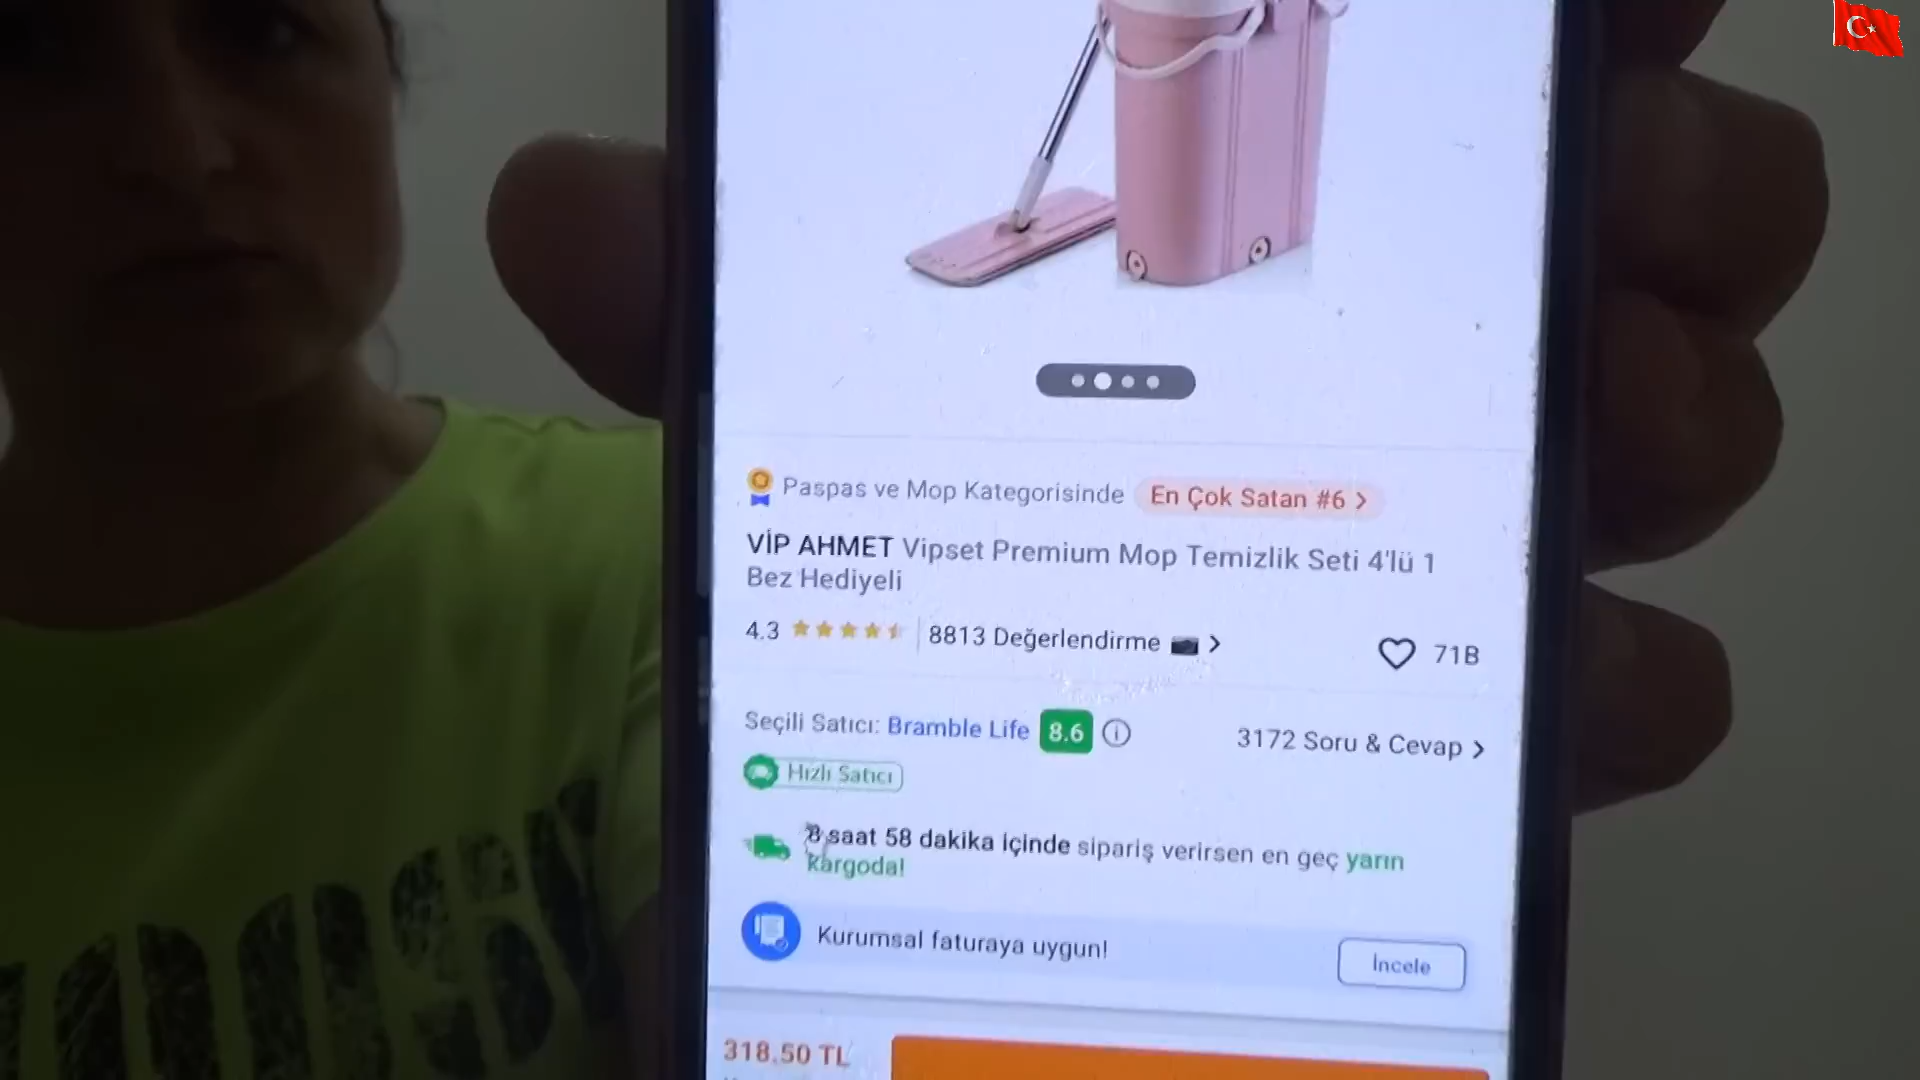 Paspas ve Mop Kategorisinde En Çok Satan #6 >
VİP AHMET Vipset Premium Mop Temizlik Seti 4'lü 1
Bez Hediyeli
4.3 8813 Değerlendirme > 71B
Seçili Satıcı: Bramble Life 8.6 3172 Soru & Cevap >
Hızlı Satıcı
8 saat 58 dakika içinde sipariş verirsen en geç yarın
kargoda!
Kurumsal faturaya uygun! İncele
318.50 TL